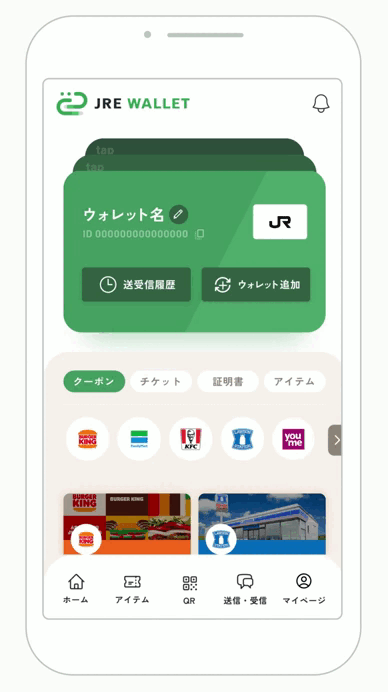 JRE WALLET
tap
tap
ウォレット名
ID 000000000000000
JR
送受信履歴
ウォレット追加
クーポン
チケット
証明書
アイテム
BURGER KING
FamilyMart
KFC
LAWSON
you me
BURGER KING
BURGER KING
ホーム
アイテム
QR
送信・受信
マイページ